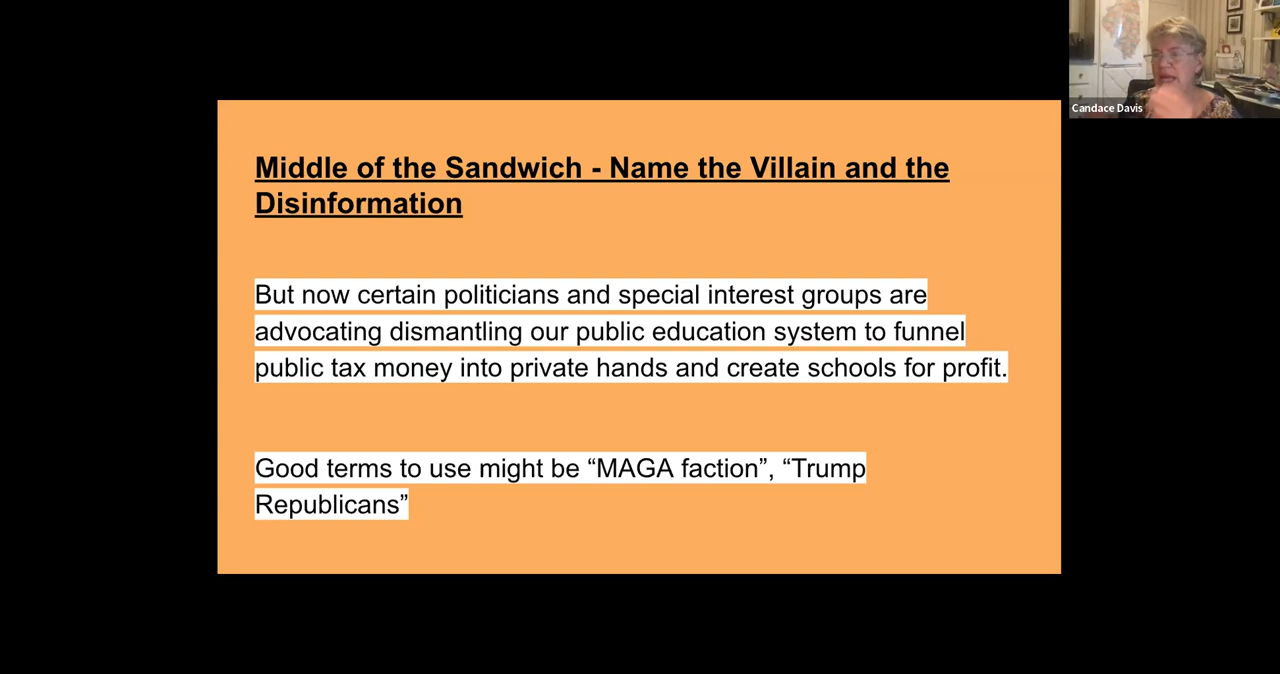 Middle of the Sandwich - Name the Villain and the
Disinformation
But now certain politicians and special interest groups are
advocating dismantling our public education system to funnel
public tax money into private hands and create schools for profit.
Good terms to use might be “MAGA faction”, “Trump
Republicans”
Candace Davis